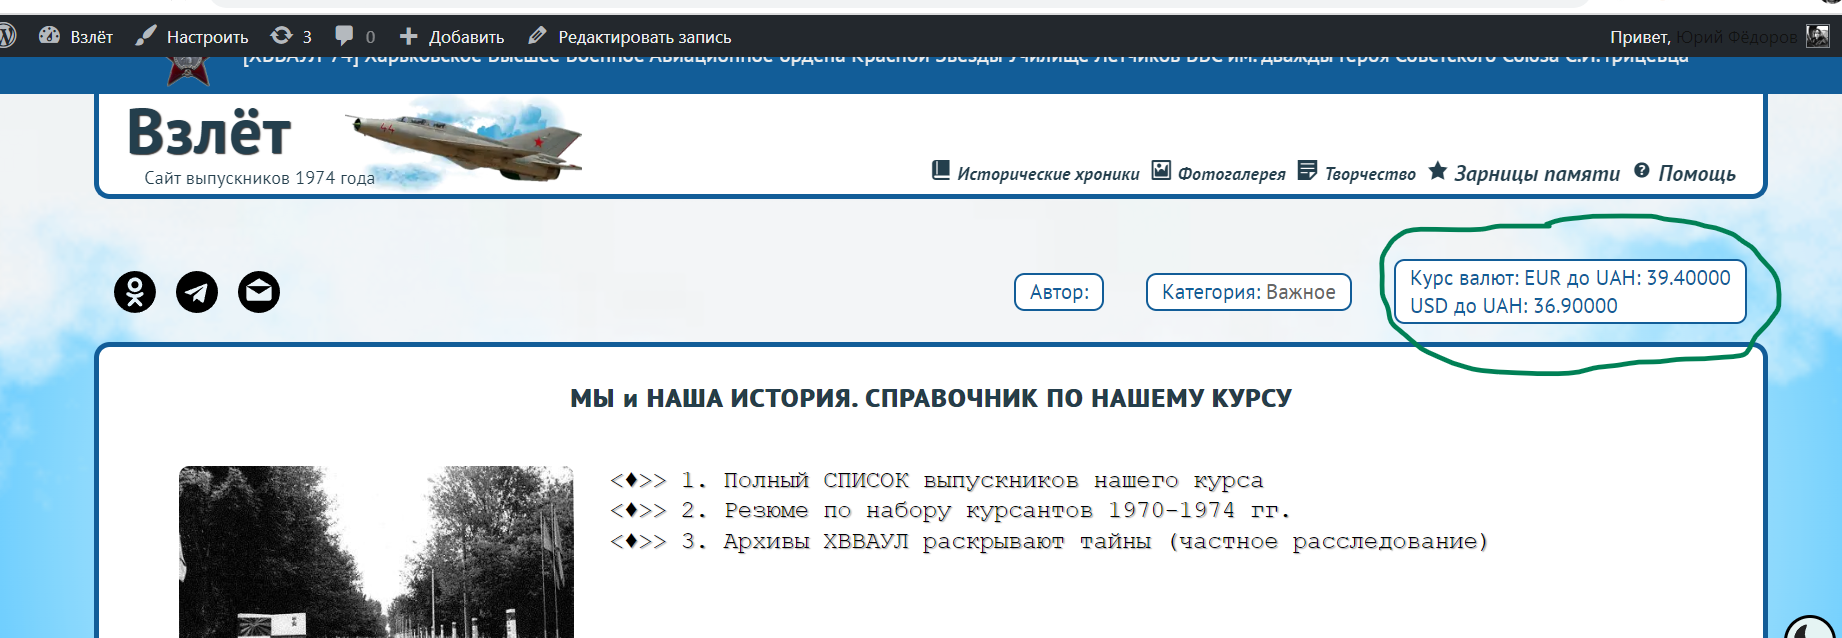 Взлёт Настроить 3 0 Добавить Редактировать запись Привет, Юрий Фёдоров
[ХВВАУЛ-74] Харьковское Высшее Военное Авиационное ордена Красной Звезды Училище Лётчиков ВВС им. дважды Героя Советского Союза С.И. Грицевца
Взлёт
44
Сайт выпускников 1974 года
Исторические хроники Фотогалерея Творчество Зарницы памяти Помощь
Автор: Категория: Важное
Курс валют: EUR до UAH: 39.40000
USD до UAH: 36.90000
МЫ и НАША ИСТОРИЯ. СПРАВОЧНИК ПО НАШЕМУ КУРСУ
<♦>> 1. Полный СПИСОК выпускников нашего курса
<♦>> 2. Резюме по набору курсантов 1970-1974 гг.
<♦>> 3. Архивы ХВВАУЛ раскрывают тайны (частное расследование)